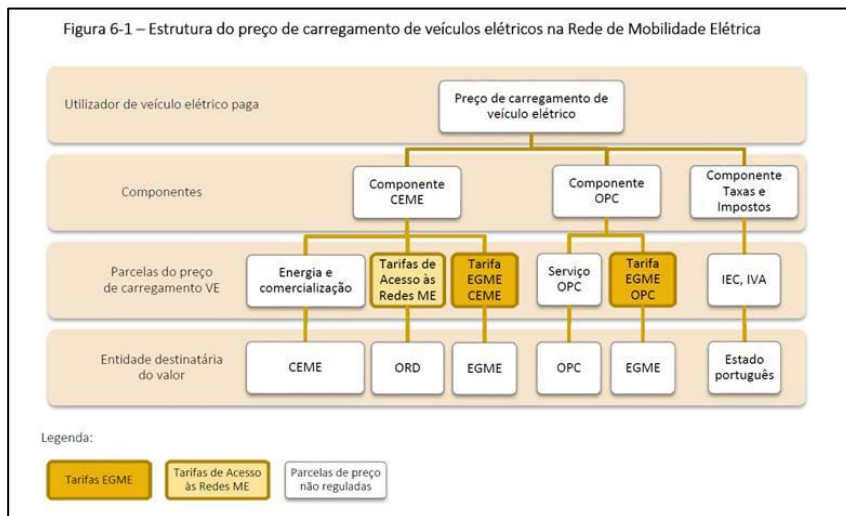 Figura 6-1 – Estrutura do preço de carregamento de veículos elétricos na Rede de Mobilidade Elétrica
Utilizador de veículo elétrico paga
Preço de carregamento de
veículo elétrico
Componentes
Componente
CEME
Componente
OPC
Componente
Taxas e
Impostos
Parcelas do preço
de carregamento VE
Energia e
comercialização
Tarifas de
Acesso às
Redes ME
Tarifa
EGME
CEME
Serviço
OPC
Tarifa
EGME
OPC
IEC, IVA
Entidade destinatária
do valor
CEME
ORD
EGME
OPC
EGME
Estado
português
Legenda:
Tarifas EGME
Tarifas de Acesso
às Redes ME
Parcelas de preço
não reguladas